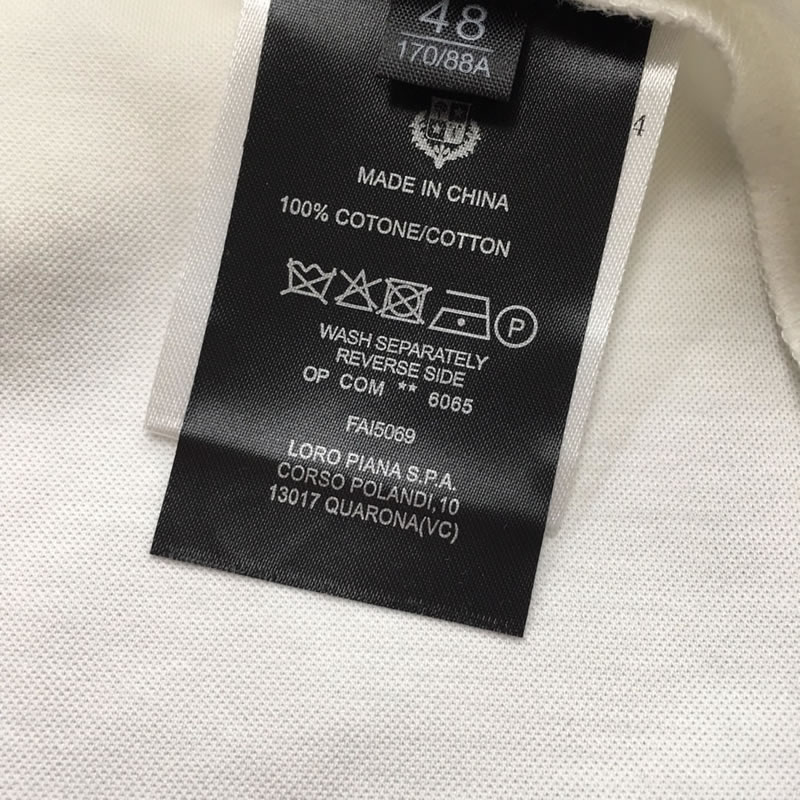 48
170/88A
4
MADE IN CHINA
100% COTONE/COTTON
P
WASH SEPARATELY
REVERSE SIDE
OP COM ** 6065
FAI5069
LORO PIANA S.P.A.
CORSO POLANDI,10
13017 QUARONA(VC)